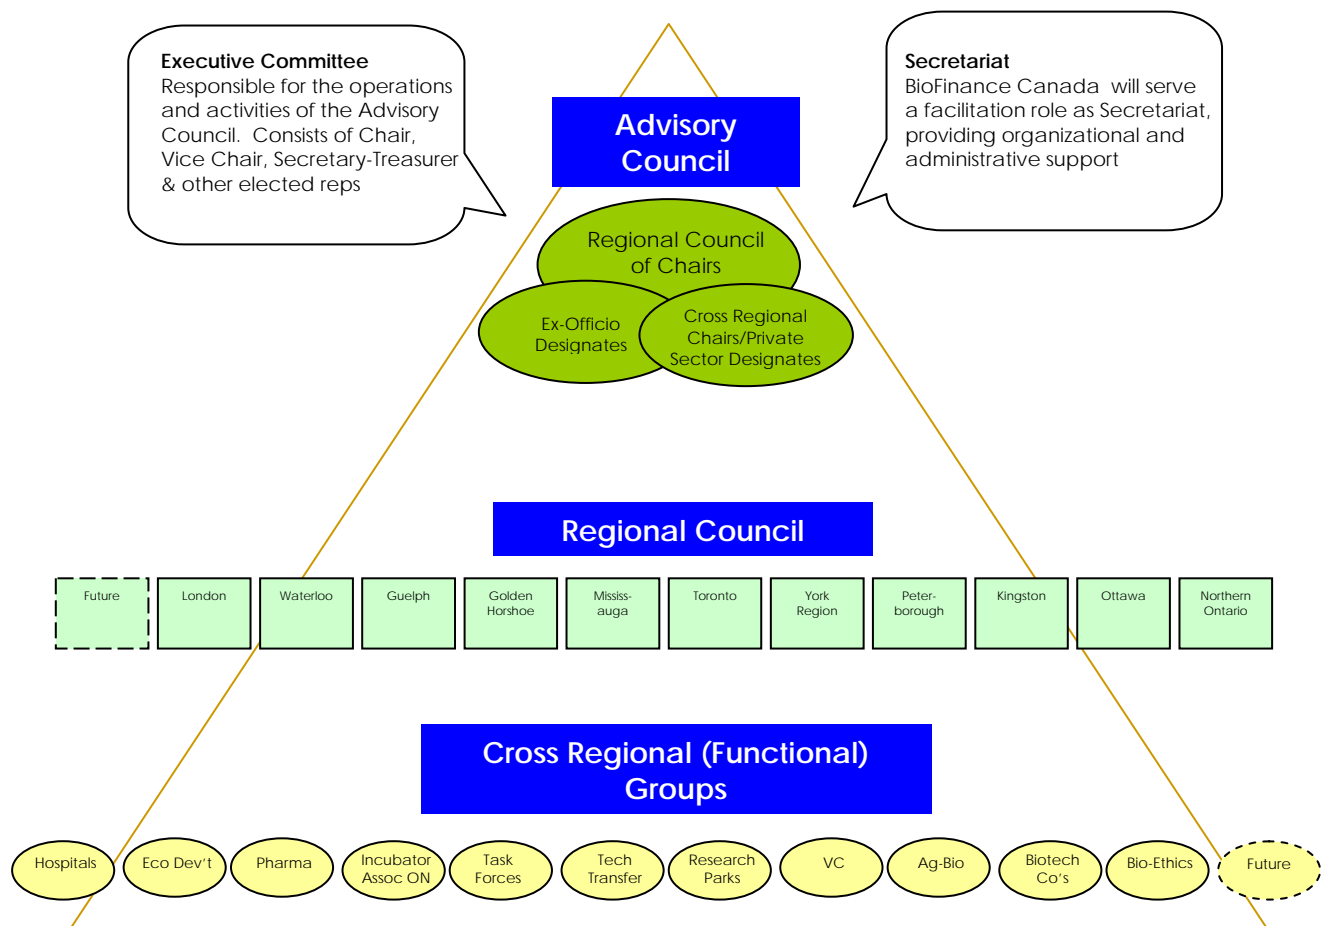 Executive Committee
Responsible for the operations
and activities of the Advisory
Council. Consists of Chair,
Vice Chair, Secretary-Treasurer
& other elected reps
Advisory
Council
Secretariat
BioFinance Canada will serve
a facilitation role as Secretariat,
providing organizational and
administrative support
Regional Council
of Chairs
Ex-Officio
Designates
Cross Regional
Chairs/Private
Sector Designates
Regional Council
Future
London
Waterloo
Guelph
Golden
Horshoe
Mississ-
auga
Toronto
York
Region
Peter-
borough
Kingston
Ottawa
Northern
Ontario
Cross Regional (Functional)
Groups
Hospitals
Eco Dev't
Pharma
Incubator
Assoc ON
Task
Forces
Tech
Transfer
Research
Parks
VC
Ag-Bio
Biotech
Co's
Bio-Ethics
Future